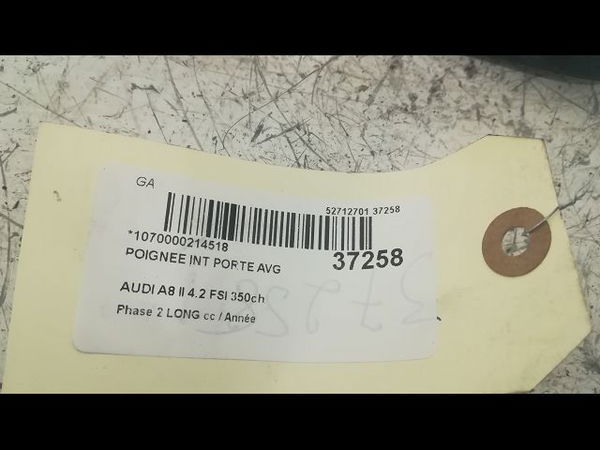 GA
52712701 37258
*1070000214518
POIGNEE INT PORTE AVG
37258
AUDI A8 II 4.2 FSI 350ch
Phase 2 LONG cc / Année
37258